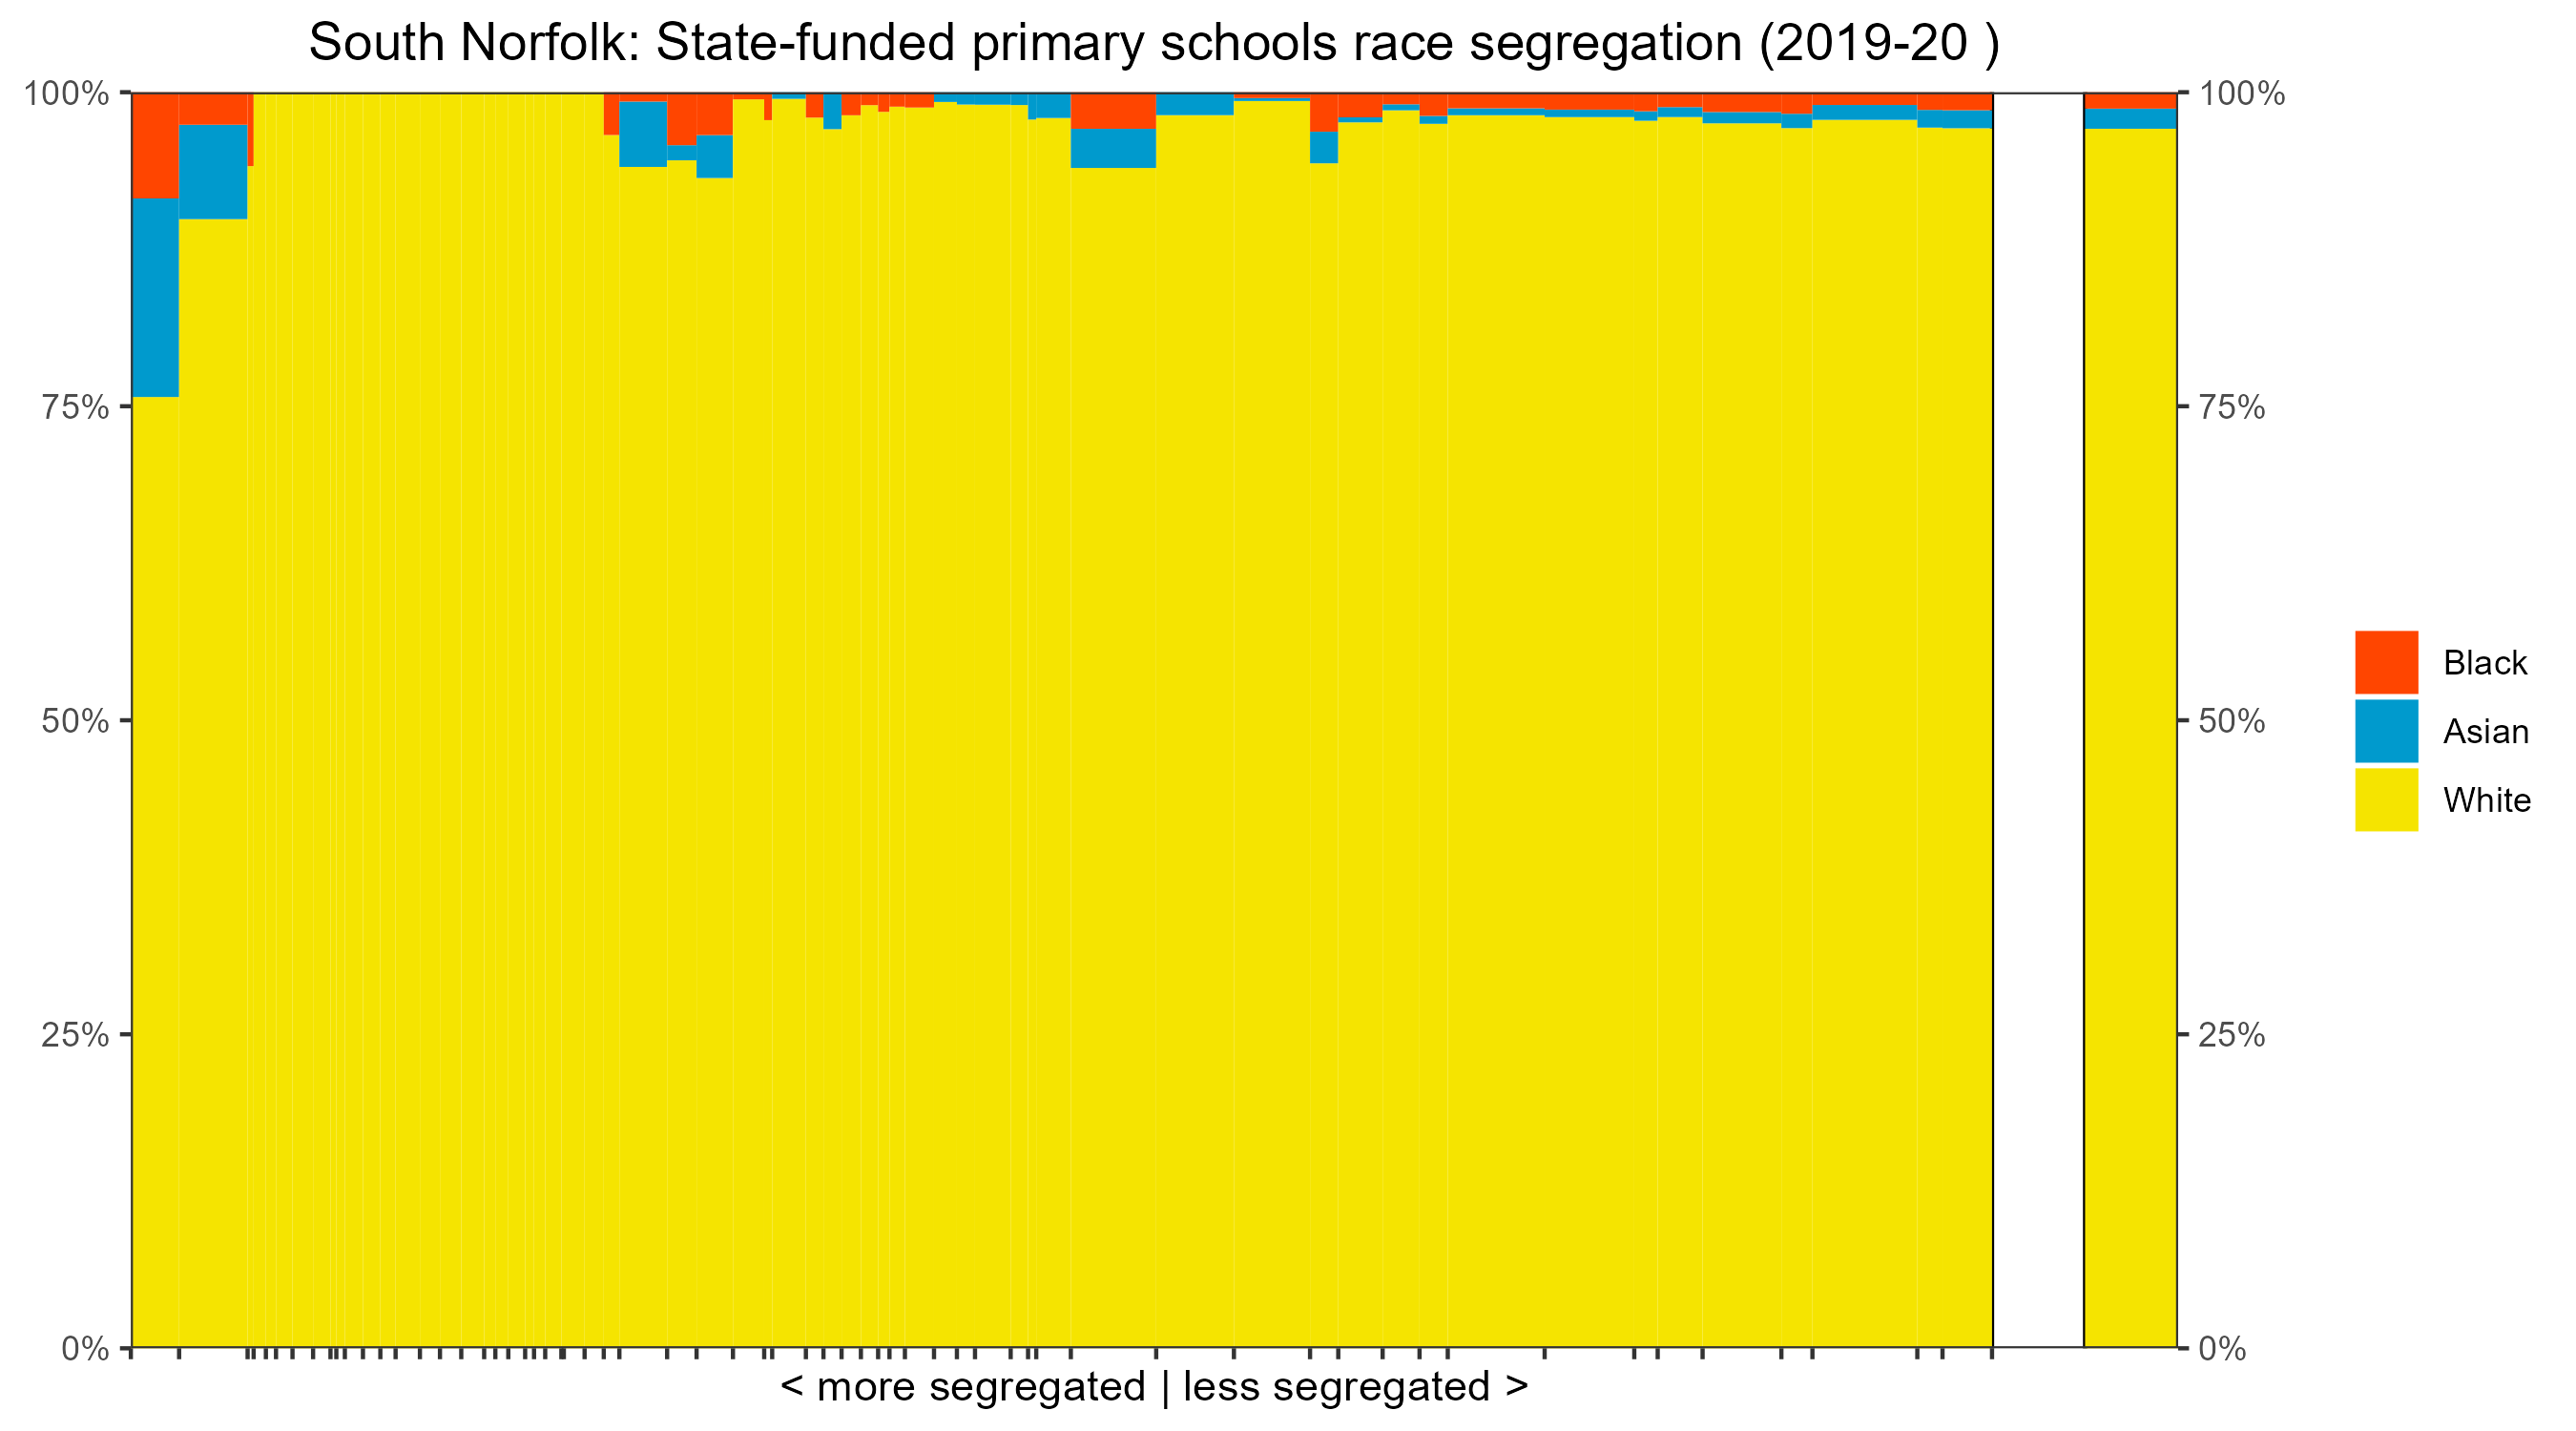 South Norfolk: State-funded primary schools race segregation (2019-20 )
100%
75%
50%
25%
0%
100%
75%
50%
25%
0%
Black
Asian
White
< more segregated | less segregated >